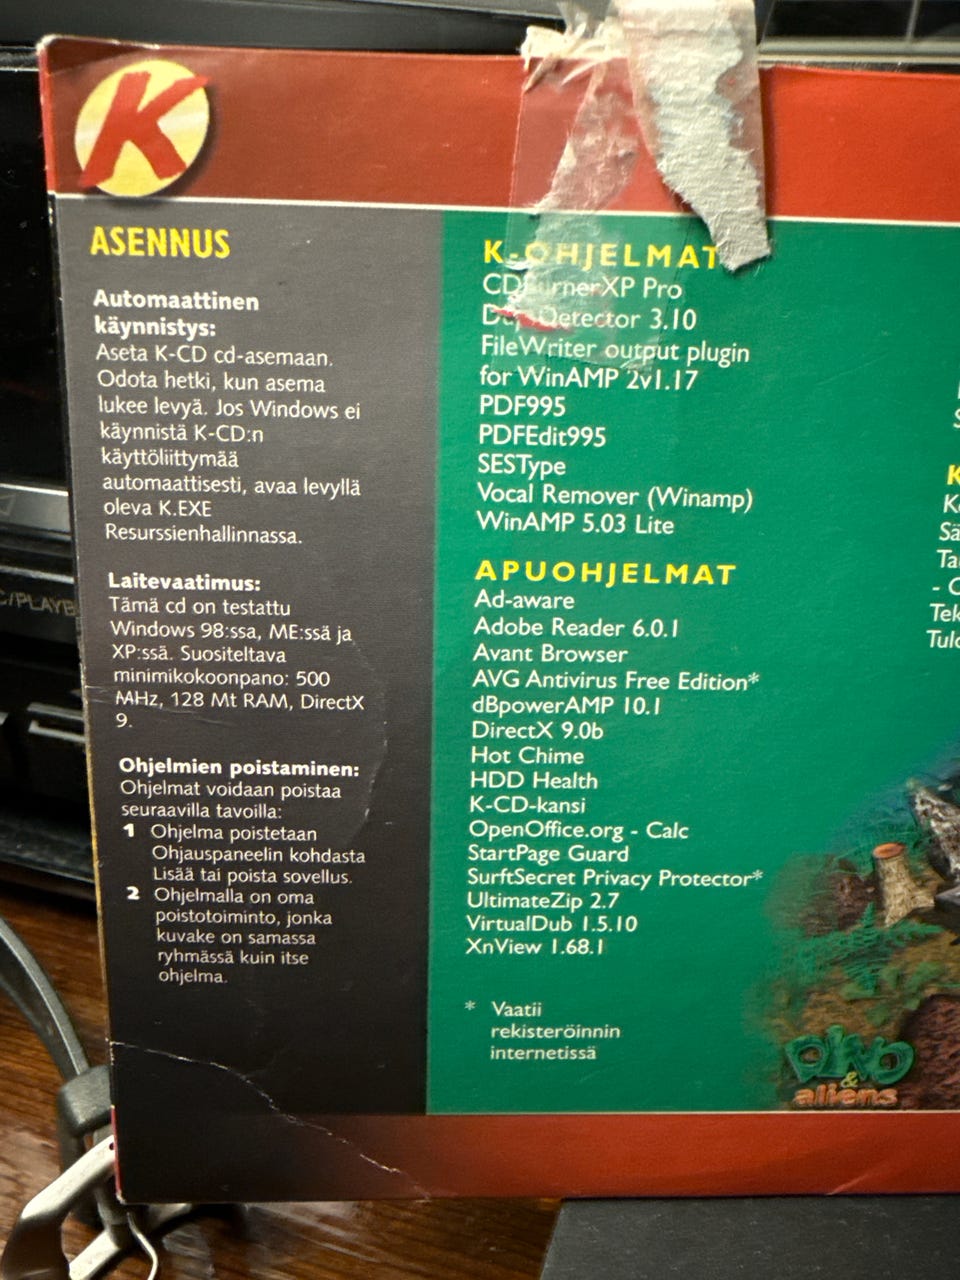 K
ASENNUS
Automaattinen
käynnistys:
Aseta K-CD cd-asemaan.
Odota hetki, kun asema
lukee levyä. Jos Windows ei
käynnistä K-CD:n
käyttöliittymää
automaattisesti, avaa levyllä
oleva K.EXE
Resurssienhallinnassa.
Laitevaatimus:
Tämä cd on testattu
Windows 98:ssa, ME:ssä ja
XP:ssä. Suositeltava
minimikokoonpano: 500
MHz, 128 Mt RAM, DirectX
9.
Ohjelmien poistaminen:
Ohjelmat voidaan poistaa
seuraavilla tavoilla:
1 Ohjelma poistetaan
Ohjauspaneelin kohdasta
Lisää tai poista sovellus.
2 Ohjelmalla on oma
poistotoiminto, jonka
kuvake on samassa
ryhmässä kuin itse
ohjelma.
K-OHJELMAT
CDBurnerXP Pro
3.10
FileWriter output plugin
for WinAMP 2v1.17
PDF995
PDFEdit995
SESType
Vocal Remover (Winamp)
WinAMP 5.03 Lite
APUOHJELMAT
Ad-aware
Adobe Reader 6.0.1
Avant Browser
AVG Antivirus Free Edition*
dBpowerAMP 10.1
DirectX 9.0b
Hot Chime
HDD Health
K-CD-kansi
OpenOffice.org - Calc
StartPage Guard
SurftSecret Privacy Protector*
UltimateZip 2.7
VirtualDub 1.5.10
XnView 1.68.1
* Vaatii
rekisteröinnin
internetissä
DINO
&
aliens